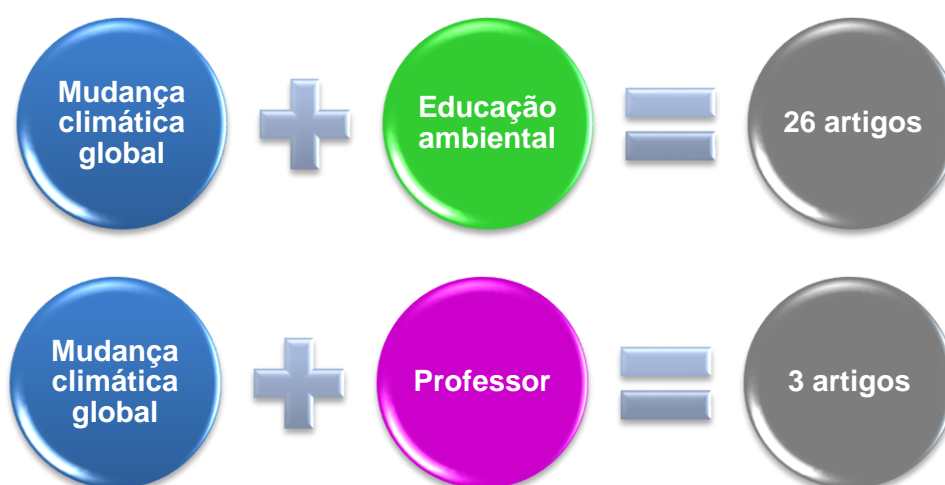 Mudança
climática
global
Educação
ambiental
26 artigos
Mudança
climática
global
Professor
3 artigos